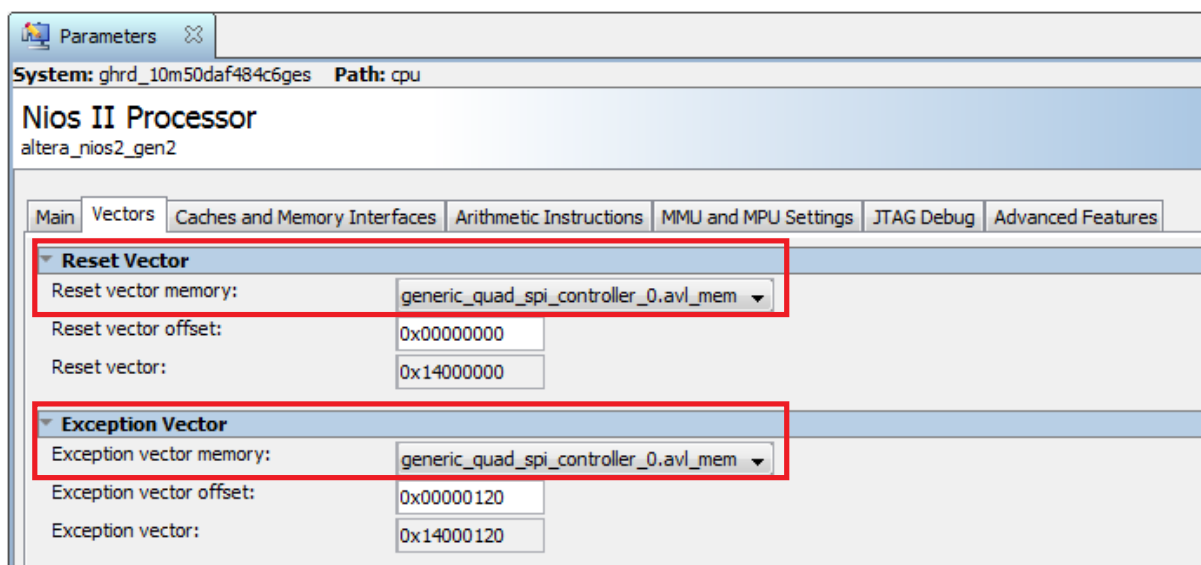 Parameters
System: ghrd_10m50daf484c6ges Path: cpu
Nios II Processor
altera_nios2_gen2
Main Vectors Caches and Memory Interfaces Arithmetic Instructions MMU and MPU Settings JTAG Debug Advanced Features
Reset Vector
Reset vector memory: generic_quad_spi_controller_0.avl_mem
Reset vector offset: 0x00000000
Reset vector: 0x14000000
Exception Vector
Exception vector memory: generic_quad_spi_controller_0.avl_mem
Exception vector offset: 0x00000120
Exception vector: 0x14000120